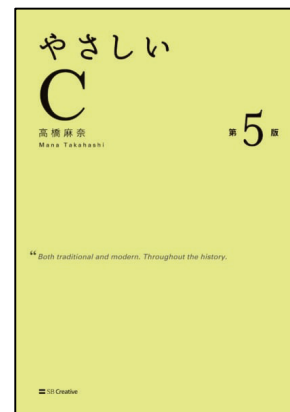 やさしい
C
高橋麻奈
Mana Takahashi
第5版
“Both traditional and modern. Throughout the history.
SB Creative